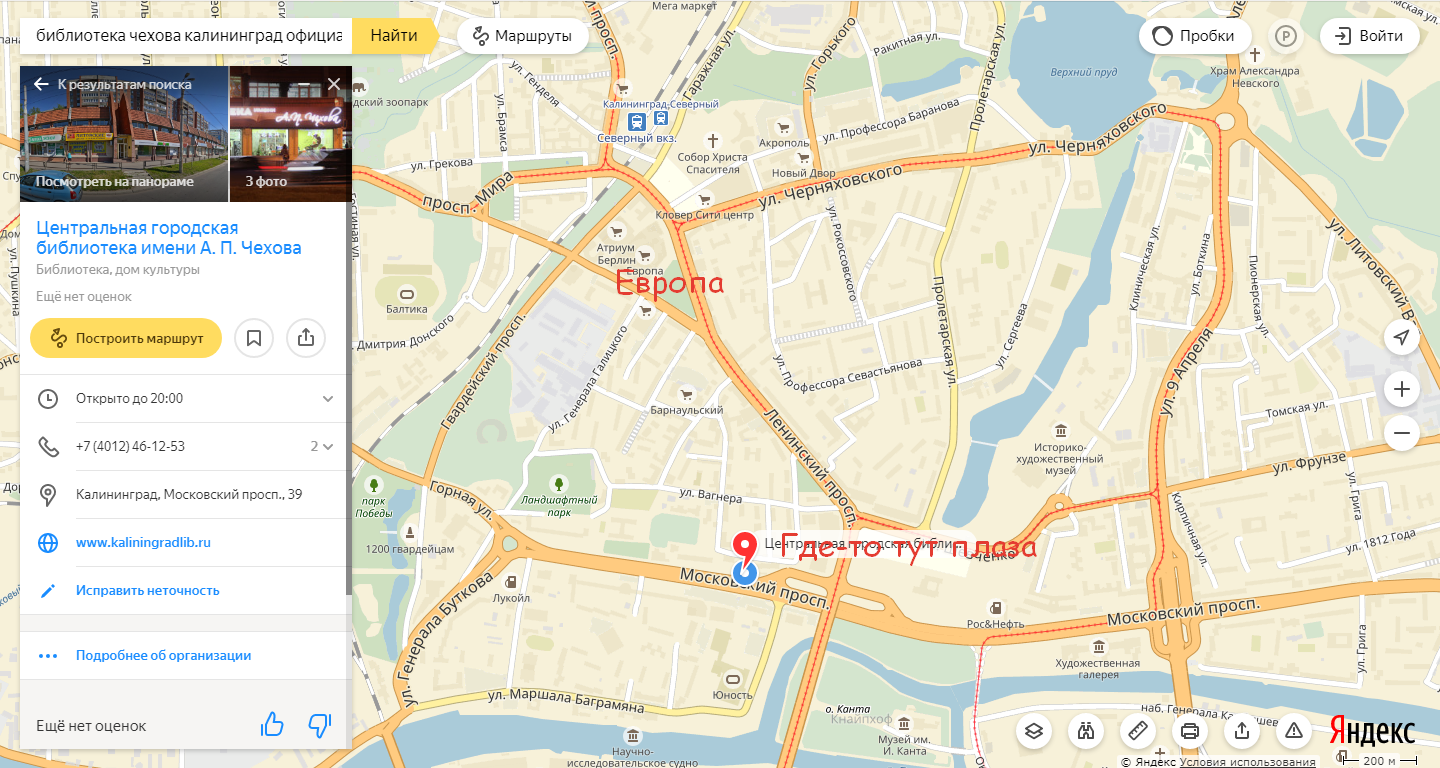 библиотека чехова калининград официа
Найти
Маршруты
Пробки
Войти
К результатам поиска
Посмотреть на панораме
3 фото
Центральная городская
библиотека имени А. П. Чехова
Библиотека, дом культуры
Ещё нет оценок
Построить маршрут
Открыто до 20:00
+7 (4012) 46-12-53
2
Калининград, Московский просп., 39
www.kaliningradlib.ru
Исправить неточность
Подробнее об организации
Ещё нет оценок
Мега маркет
Гаражная ул.
ул. Горького
Ракитная ул.
Пролетарская ул.
Верхний пруд
Храм Александра
Невского
ул. Генделя
ул. Брамса
Калининград-Северный
Северный вкз.
ул. Профессора Баранова
Акрополь
Собор Христа
Спасителя
Новый Двор
ул. Черняховского
ул. Черняховского
ул. Грекова
просп. Мира
Кловер Сити центр
ул. Рокоссовского
Атриум
Берлин
Европа
Европа
Балтика
ул. Пушкина
Дмитрия Донского
Гвардейский просп.
ул. Генерала Галицкого
Барнаульский
Ленинский просп.
ул. Профессора Севастьянова
Пролетарская ул.
ул. Сергеева
Клиническая ул.
ул. Боткина
Пионерская ул.
ул. Литовский В
ул. 9 Апреля
Томская ул.
Историко-
художественный
музей
ул. Фрунзе
ул. Грига
Кирпичная ул.
ул. 1812 Года
парк
Победы
Горная ул.
Ландшафтный
парк
ул. Вагнера
1200 гвардейцам
Центральная городская библи...
Где-то тут плаза
ченко
Лукойл
Московский просп.
Рос&Нефть
Московский просп.
ул. Генерала Буткова
ул. Маршала Баграмяна
Юность
Художественная
галерея
ул. Грига
о. Канта
Кнайпхоф
Музей им.
И. Канта
наб. Генерала
Научно-
исследовательское судно
Яндекс
© Яндекс Условия использования
200 м